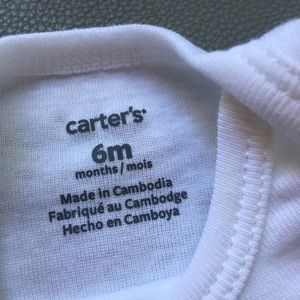 carter's
6m
months / mois
Made in Cambodia
Fabriqué au Cambodge
Hecho en Camboya